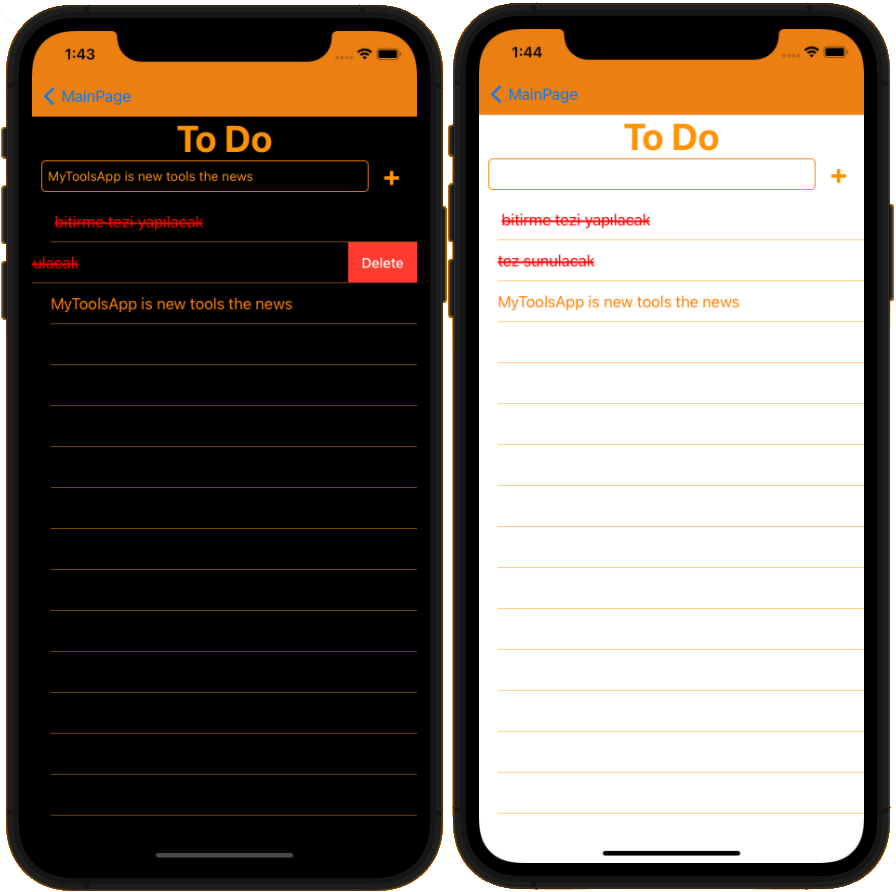 1:43
MainPage
To Do
MyToolsApp is new tools the news
+
bitirme tezi yapılacak
ulacak
Delete
MyToolsApp is new tools the news
1:44
MainPage
To Do
+
bitirme tezi yapılacak
tez sunulacak
MyToolsApp is new tools the news